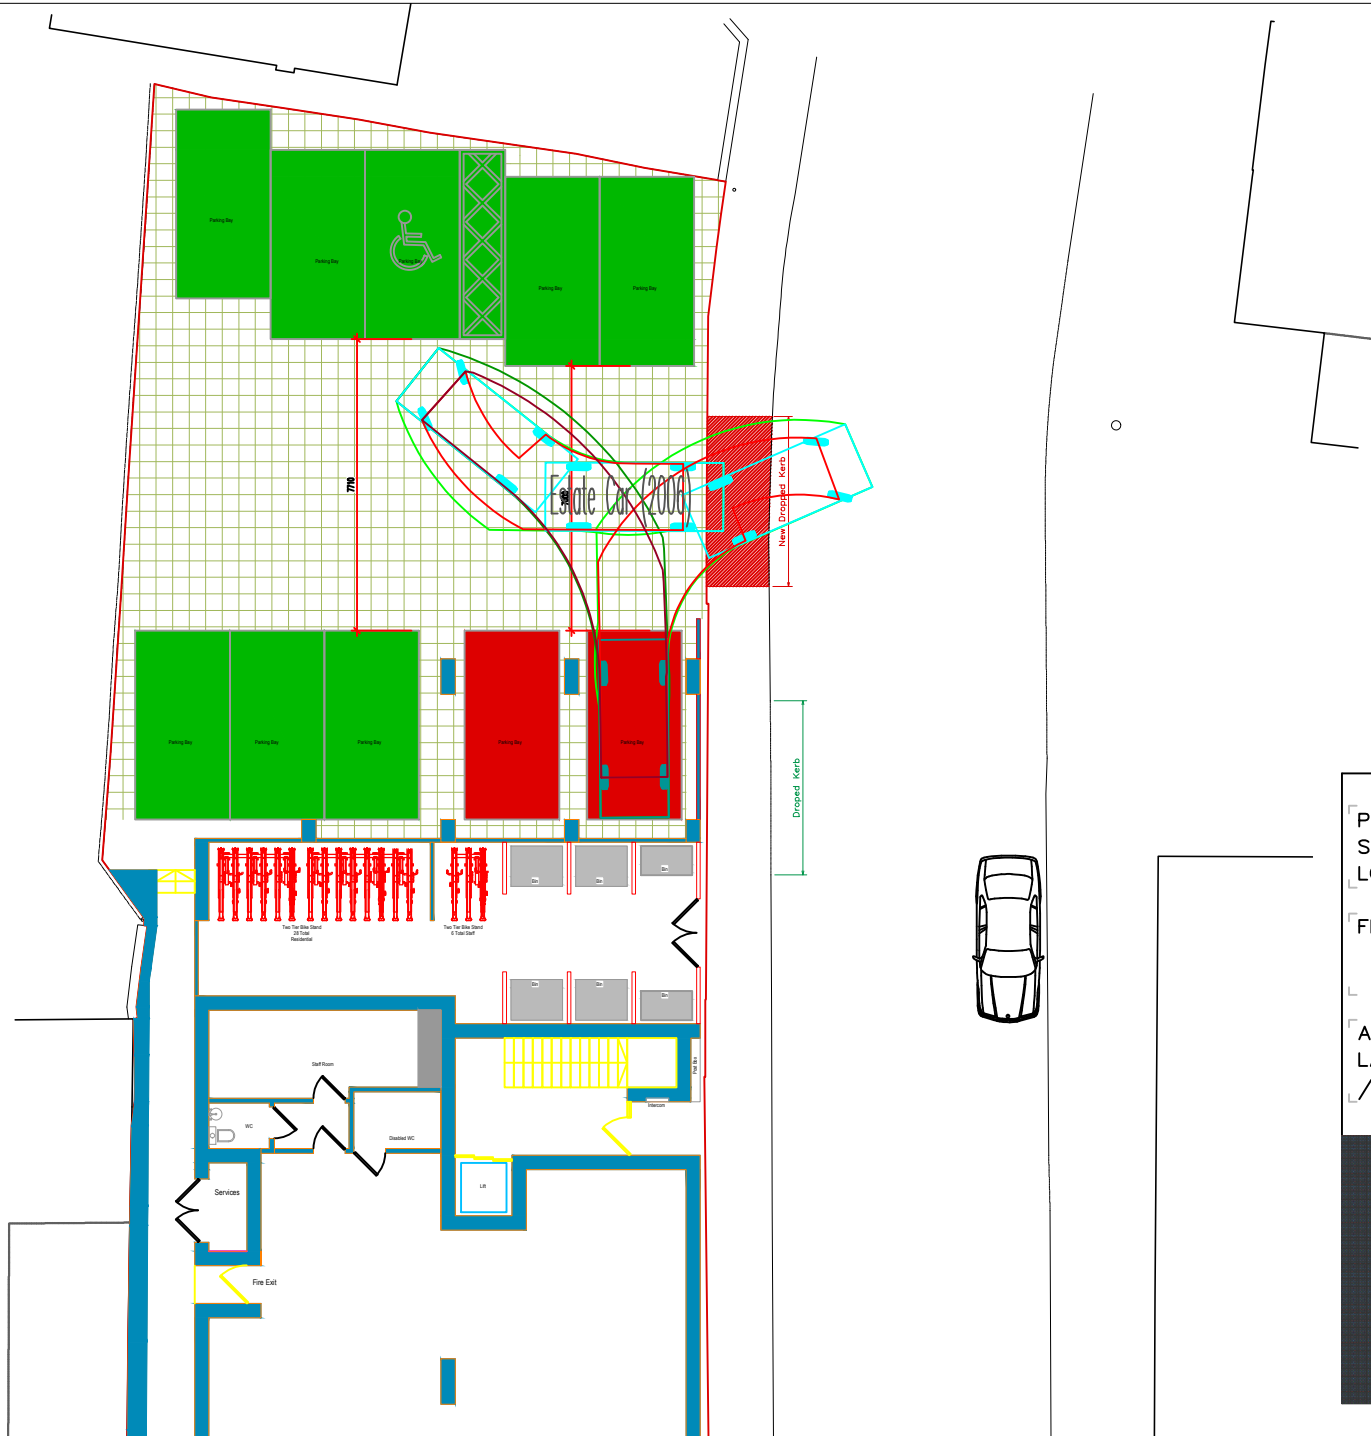 Parking Bay
Parking Bay
Parking Bay
Parking Bay
Parking Bay
7710
Estate Car (2006)
New Dropped Kerb
Parking Bay
Parking Bay
Parking Bay
Parking Bay
Parking Bay
Droped Kerb
P
S
L
F
A
L
Two Tier Bike Stand
28 Total
Residential
Two Tier Bike Stand
6 Total Staff
Bin
Bin
Bin
Bin
Bin
Bin
Staff Room
Post Box
Intercom
WC
Disabled WC
Lift
Services
Fire Exit